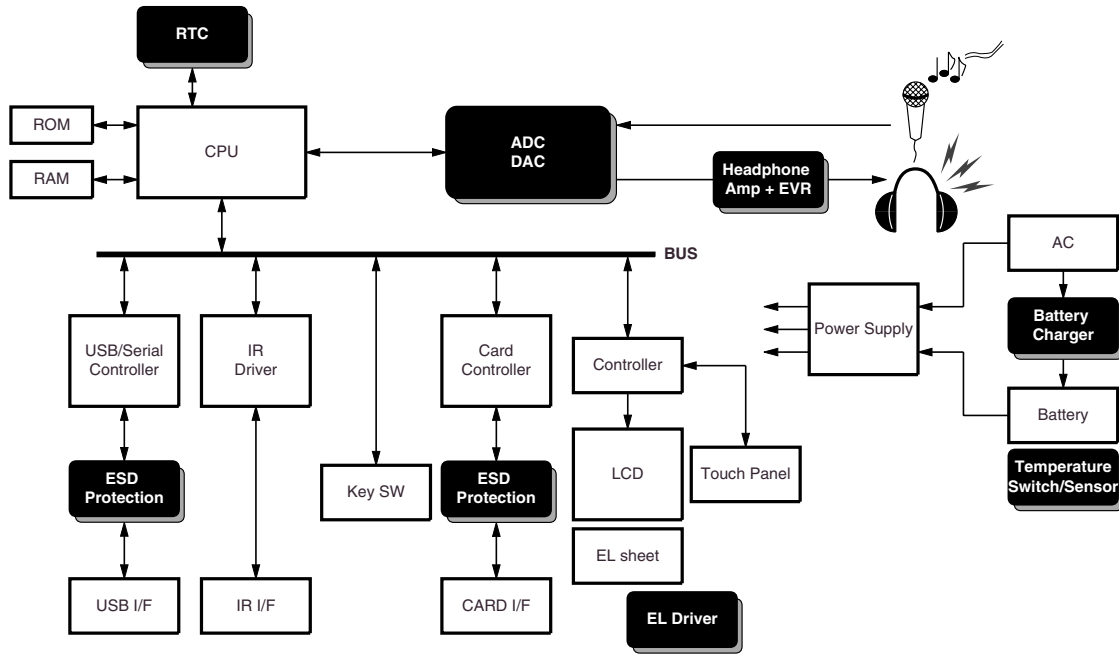 RTC
ROM
RAM
CPU
ADC
DAC
Headphone
Amp + EVR
BUS
AC
Battery
Charger
Power Supply
Battery
Temperature
Switch/Sensor
USB/Serial
Controller
IR
Driver
Card
Controller
Controller
ESD
Protection
Key SW
ESD
Protection
LCD
Touch Panel
EL sheet
USB I/F
IR I/F
CARD I/F
EL Driver